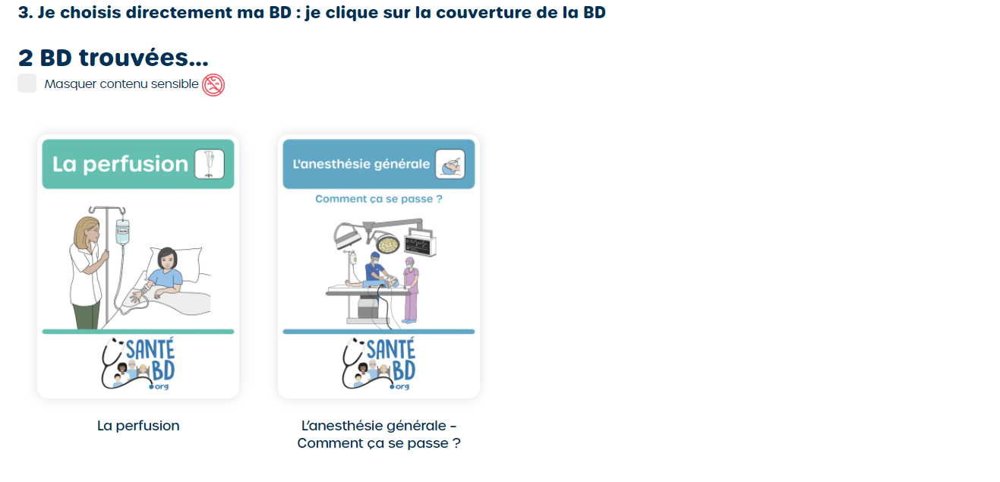 3. Je choisis directement ma BD : je clique sur la couverture de la BD
2 BD trouvées...
Masquer contenu sensible
La perfusion
SANTÉ
BD
.org
La perfusion
L'anesthésie générale
Comment ça se passe ?
SANTÉ
BD
.org
L’anesthésie générale –
Comment ça se passe ?